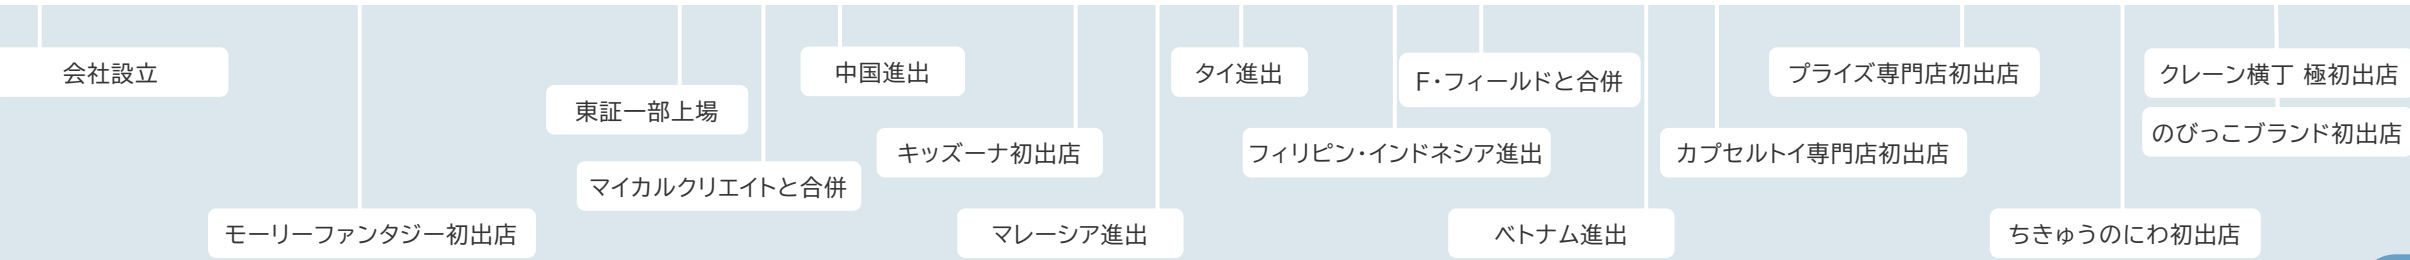 会社設立
モーリーファンタジー初出店
東証一部上場
マイカルクリエイトと合併
中国進出
キッズーナ初出店
マレーシア進出
タイ進出
フィリピン・インドネシア進出
F・フィールドと合併
ベトナム進出
カプセルトイ専門店初出店
プライズ専門店初出店
ちきゅうのにわ初出店
クレーン横丁 極初出店
のびっこブランド初出店